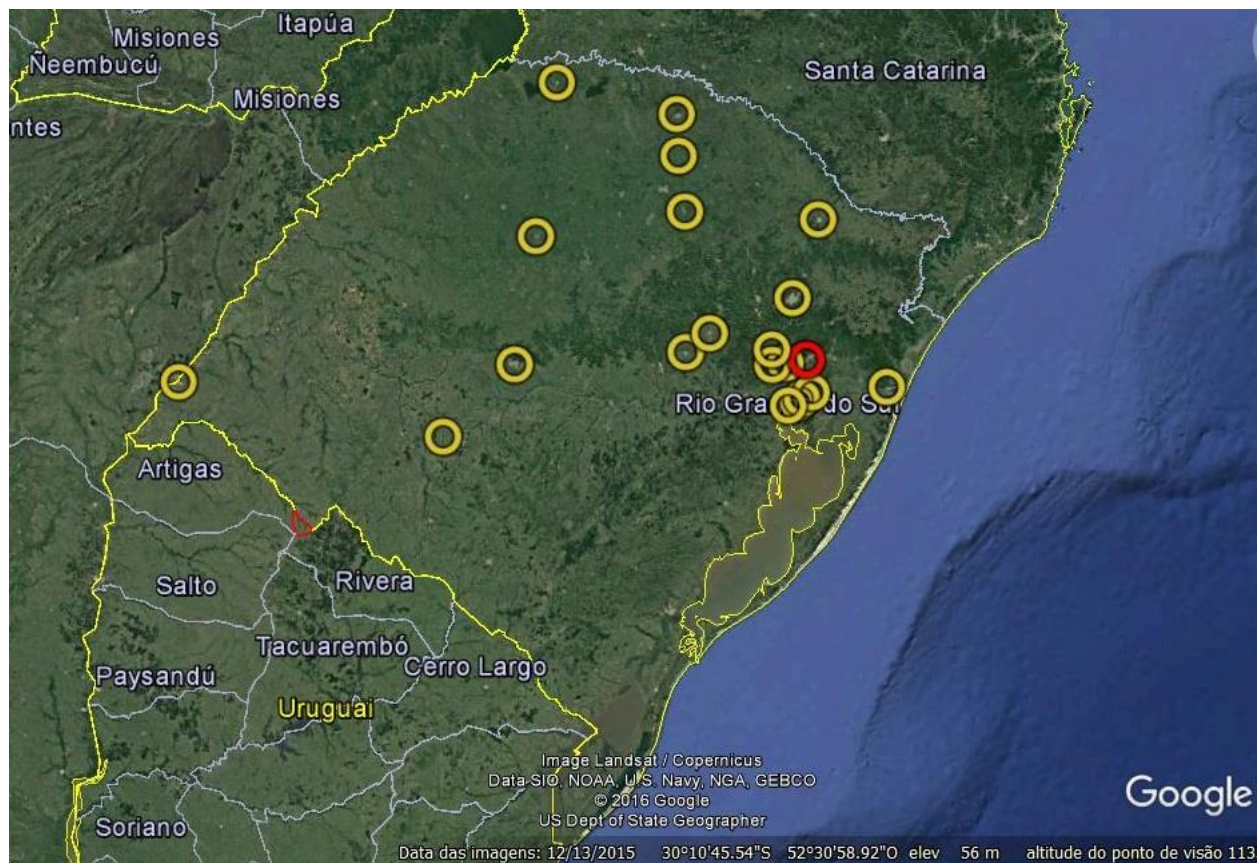 Itapúa
Misiones
Ñeembucú
Misiones
Santa Catarina
ntes
Rio Gra do Sul
Artigas
Salto
Rivera
Tacuarembó
Cerro Largo
Paysandú
Uruguai
Image Landsat / Copernicus
Data SIO, NOAA, U.S. Navy, NGA, GEBCO
© 2016 Google
US Dept of State Geographer
Google
Soriano
Data das imagens: 12/13/2015 30°10'45.54"S 52°30'58.92"O elev 56 m altitude do ponto de visão 113